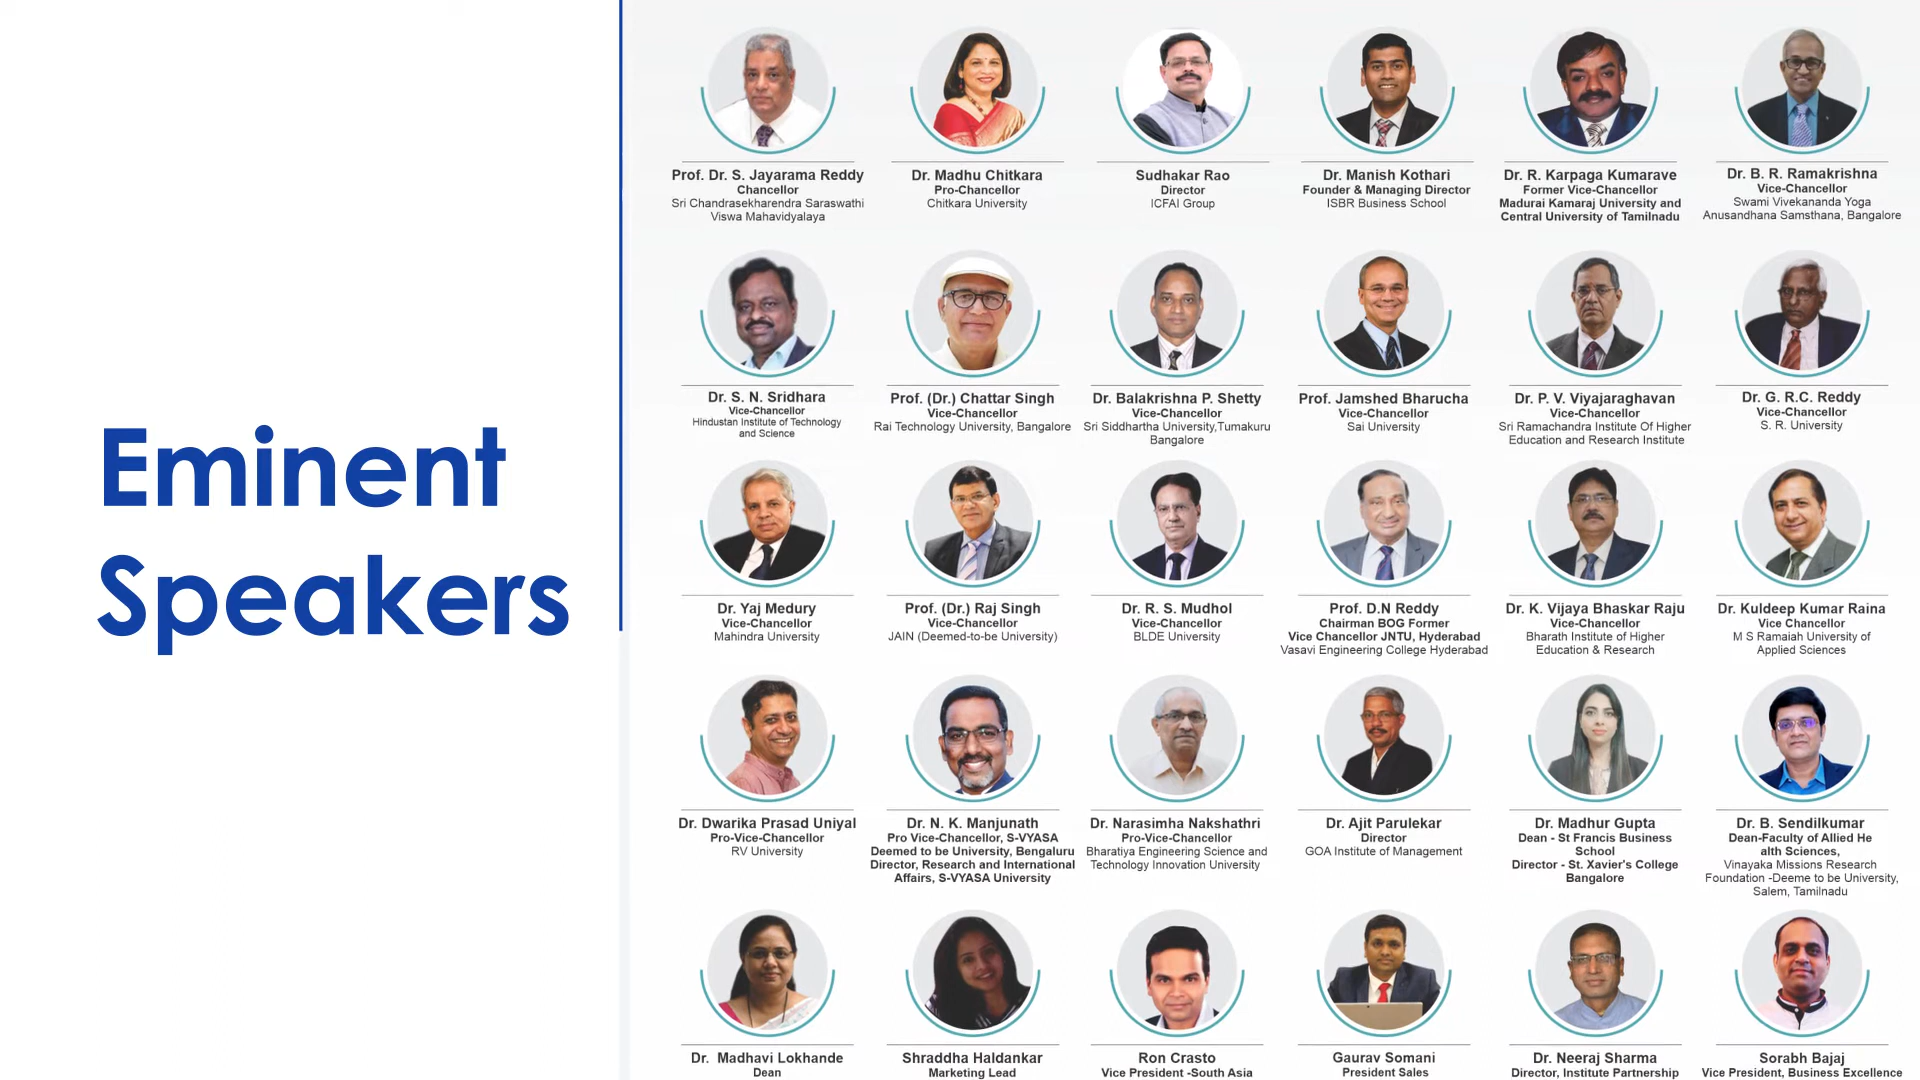 Eminent
Speakers
Prof. Dr. S. Jayarama Reddy
Chancellor
Sri Chandrasekharendra Saraswathi
Viswa Mahavidyalaya
Dr. Madhu Chitkara
Pro-Chancellor
Chitkara University
Sudhakar Rao
Director
ICFAI Group
Dr. Manish Kothari
Founder & Managing Director
ISBR Business School
Dr. R. Karpaga Kumarave
Former Vice-Chancellor
Madurai Kamaraj University and
Central University of Tamilnadu
Dr. B. R. Ramakrishna
Vice-Chancellor
Swami Vivekananda Yoga
Anusandhana Samsthana, Bangalore
Dr. S. N. Sridhara
Vice-Chancellor
Hindustan Institute of Technology
and Science
Prof. (Dr.) Chattar Singh
Vice-Chancellor
Rai Technology University, Bangalore
Dr. Balakrishna P. Shetty
Vice-Chancellor
Sri Siddhartha University,Tumakuru
Bangalore
Prof. Jamshed Bharucha
Vice-Chancellor
Sai University
Dr. P. V. Viyajaraghavan
Vice-Chancellor
Sri Ramachandra Institute Of Higher
Education and Research Institute
Dr. G. R.C. Reddy
Vice-Chancellor
S. R. University
Dr. Yaj Medury
Vice-Chancellor
Mahindra University
Prof. (Dr.) Raj Singh
Vice-Chancellor
JAIN (Deemed-to-be University)
Dr. R. S. Mudhol
Vice-Chancellor
BLDE University
Prof. D.N Reddy
Chairman BOG Former
Vice Chancellor JNTU, Hyderabad
Vasavi Engineering College Hyderabad
Dr. K. Vijaya Bhaskar Raju
Vice-Chancellor
Bharath Institute of Higher
Education & Research
Dr. Kuldeep Kumar Raina
Vice Chancellor
M S Ramaiah University of
Applied Sciences
Dr. Dwarika Prasad Uniyal
Pro-Vice-Chancellor
RV University
Dr. N. K. Manjunath
Pro Vice-Chancellor, S-VYASA
Deemed to be University, Bengaluru
Director, Research and International
Affairs, S-VYASA University
Dr. Narasimha Nakshathri
Pro-Vice-Chancellor
Bharatiya Engineering Science and
Technology Innovation University
Dr. Ajit Parulekar
Director
GOA Institute of Management
Dr. Madhur Gupta
Dean - St Francis Business
School
Director - St. Xavier's College
Bangalore
Dr. B. Sendilkumar
Dean-Faculty of Allied He
alth Sciences,
Vinayaka Missions Research
Foundation -Deeme to be University,
Salem, Tamilnadu
Dr. Madhavi Lokhande
Dean
Shraddha Haldankar
Marketing Lead
Ron Crasto
Vice President -South Asia
Gaurav Somani
President Sales
Dr. Neeraj Sharma
Director, Institute Partnership
Sorabh Bajaj
Vice President, Business Excellence